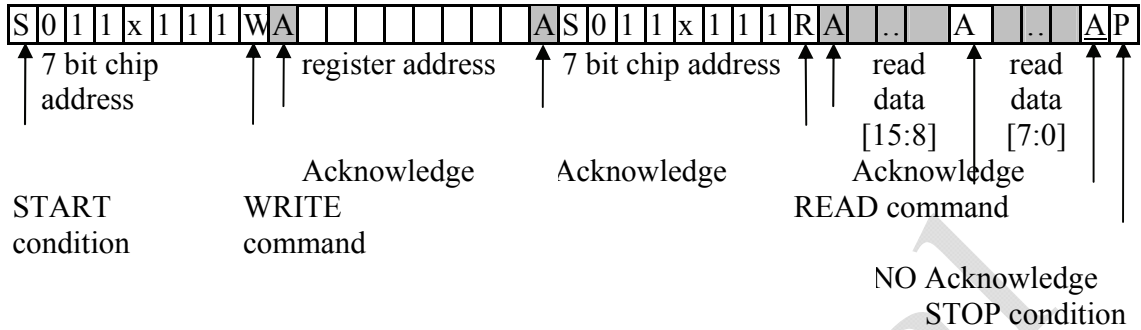 S 0 1 1 x 1 1 1 W A A S 0 1 1 x 1 1 1 R A .. A .. A P
7 bit chip register address 7 bit chip address read read
address data data
[15:8] [7:0]
Acknowledge Acknowledge Acknowledge
START WRITE READ command
condition command
NO Acknowledge
STOP condition